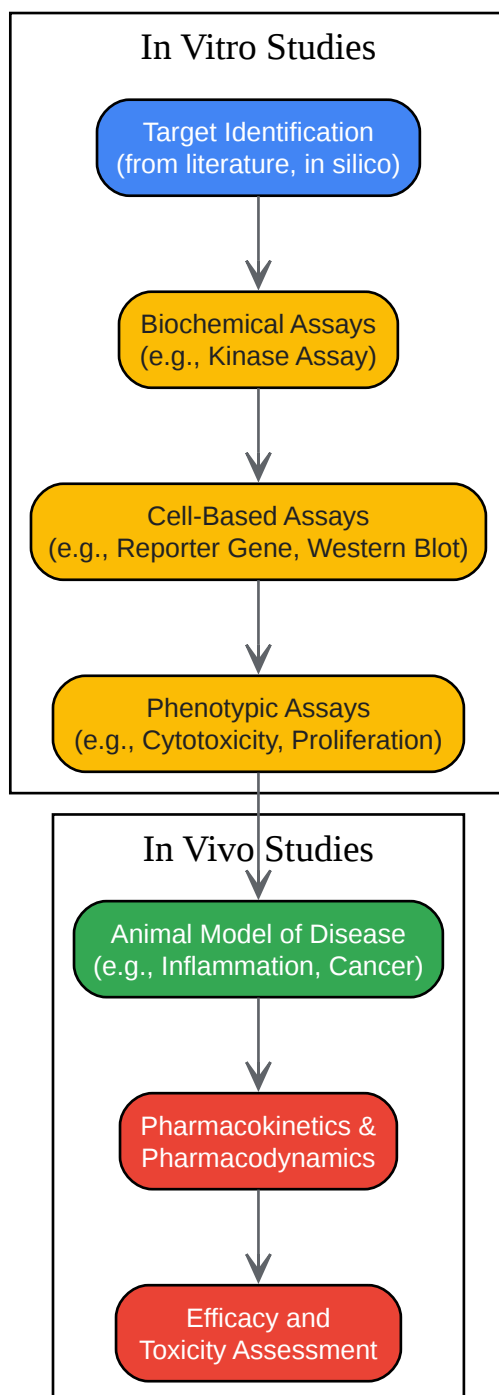 In Vitro Studies
Target Identification
(from literature, in silico)
Biochemical Assays
(e.g., Kinase Assay)
Cell-Based Assays
(e.g., Reporter Gene, Western Blot)
Phenotypic Assays
(e.g., Cytotoxicity, Proliferation)
In Vivo Studies
Animal Model of Disease
(e.g., Inflammation, Cancer)
Pharmacokinetics &
Pharmacodynamics
Efficacy and
Toxicity Assessment